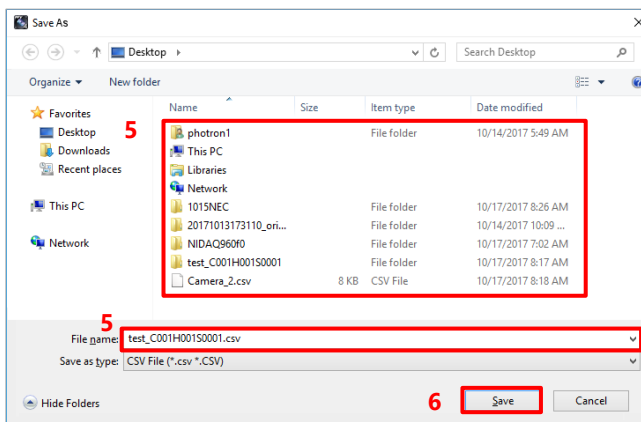 Save As
Desktop
Search Desktop
Organize
New folder
Favorites
Desktop
Downloads
Recent places
This PC
Network
5
Name Size Item type Date modified
photron1 File folder 10/14/2017 5:49 AM
This PC
Libraries
Network
1015NEC File folder 10/17/2017 8:26 AM
20171013173110_ori... File folder 10/14/2017 10:09 ...
NIDAQ960f0 File folder 10/17/2017 7:02 AM
test_C001H001S0001 File folder 10/17/2017 8:17 AM
Camera_2.csv 8 KB CSV File 10/17/2017 8:18 AM
5
File name: test_C001H001S0001.csv
Save as type: CSV File (*.csv *.CSV)
Hide Folders
6
Save
Cancel